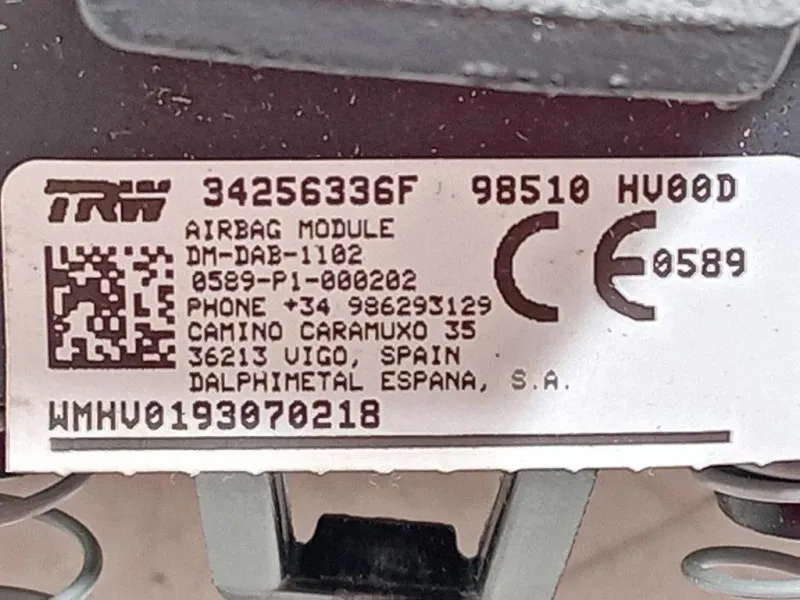 TRW 34256336F 98510 HV00D
AIRBAG MODULE
DM-DAB-1102
0589-P1-000202
CE 0589
PHONE +34 986293129
CAMINO CARAMUXO 35
36213 VIGO, SPAIN
DALPHIMETAL ESPANA, S.A.
WMHV0193070218